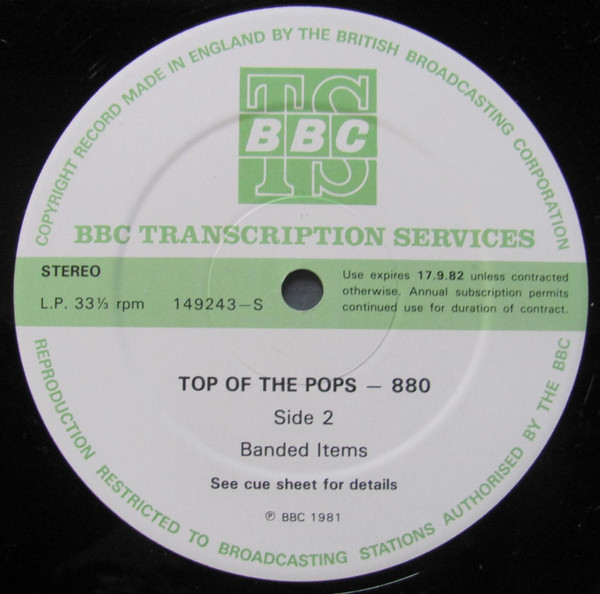 COPYRIGHT RECORD MADE IN ENGLAND BY THE BRITISH BROADCASTING CORPORATION
TS
BBC
BBC TRANSCRIPTION SERVICES
STEREO
L.P. 33⅓ rpm 149243–S
Use expires 17.9.82 unless contracted
otherwise. Annual subscription permits
continued use for duration of contract.
TOP OF THE POPS – 880
Side 2
Banded Items
See cue sheet for details
℗ BBC 1981
REPRODUCTION RESTRICTED TO BROADCASTING STATIONS AUTHORISED BY THE BBC